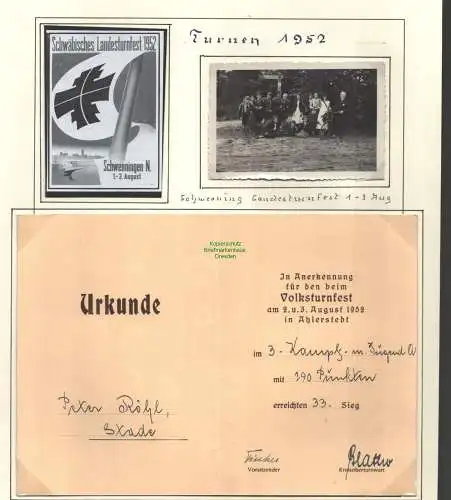 Schwäbisches Landesturnfest 1952
Schwenningen N.
1.-3. August
Turnen 1952
Schwenning Landesturnfest 1-3 Aug
Kopierschutz
Briefmarkenhaus
Dresden
Urkunde
Peter Röhl,
Stade
In Anerkennung
für den beim
Volksturnfest
am 2. u. 3. August 1952
in Ahlerstedt
im 3-Kampf- m. Jugend A
mit 390 Punkten
erreichten 33. Sieg
Vorsitzender
Kreisoberturnwart